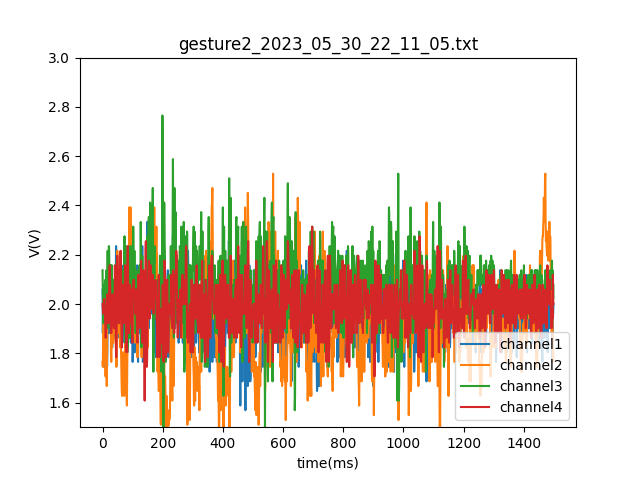 gesture2_2023_05_30_22_11_05.txt
3.0
2.8
2.6
2.4
2.2
2.0
1.8
1.6
V(V)
channel1
channel2
channel3
channel4
0 200 400 600 800 1000 1200 1400
time(ms)